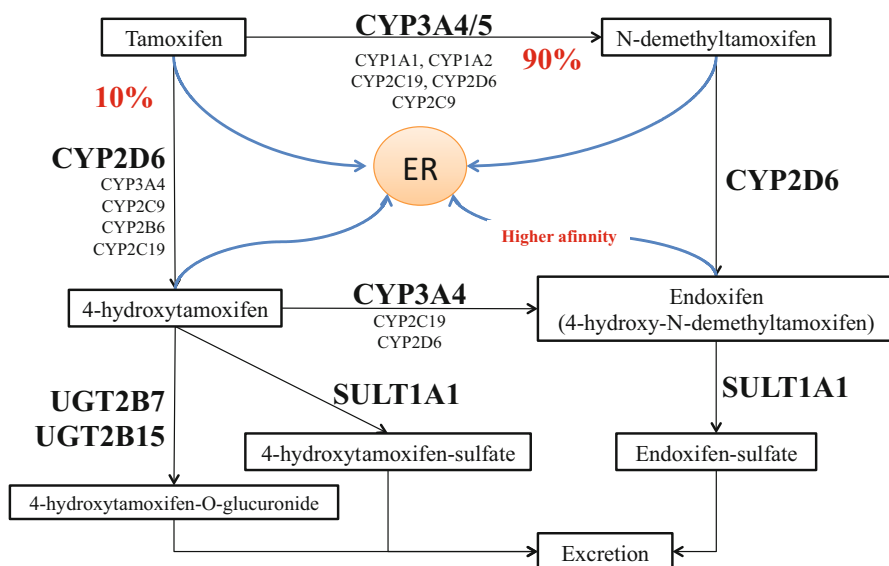 CYP3A4/5
Tamoxifen
N-demethyltamoxifen
CYP1A1, CYP1A2
CYP2C19, CYP2D6
CYP2C9
90%
10%
ER
CYP2D6
CYP3A4
CYP2C9
CYP2B6
CYP2C19
CYP2D6
Higher afinnity
4-hydroxytamoxifen
CYP3A4
CYP2C19
CYP2D6
Endoxifen
(4-hydroxy-N-demethyltamoxifen)
UGT2B7
UGT2B15
SULT1A1
SULT1A1
4-hydroxytamoxifen-sulfate
Endoxifen-sulfate
4-hydroxytamoxifen-O-glucuronide
Excretion